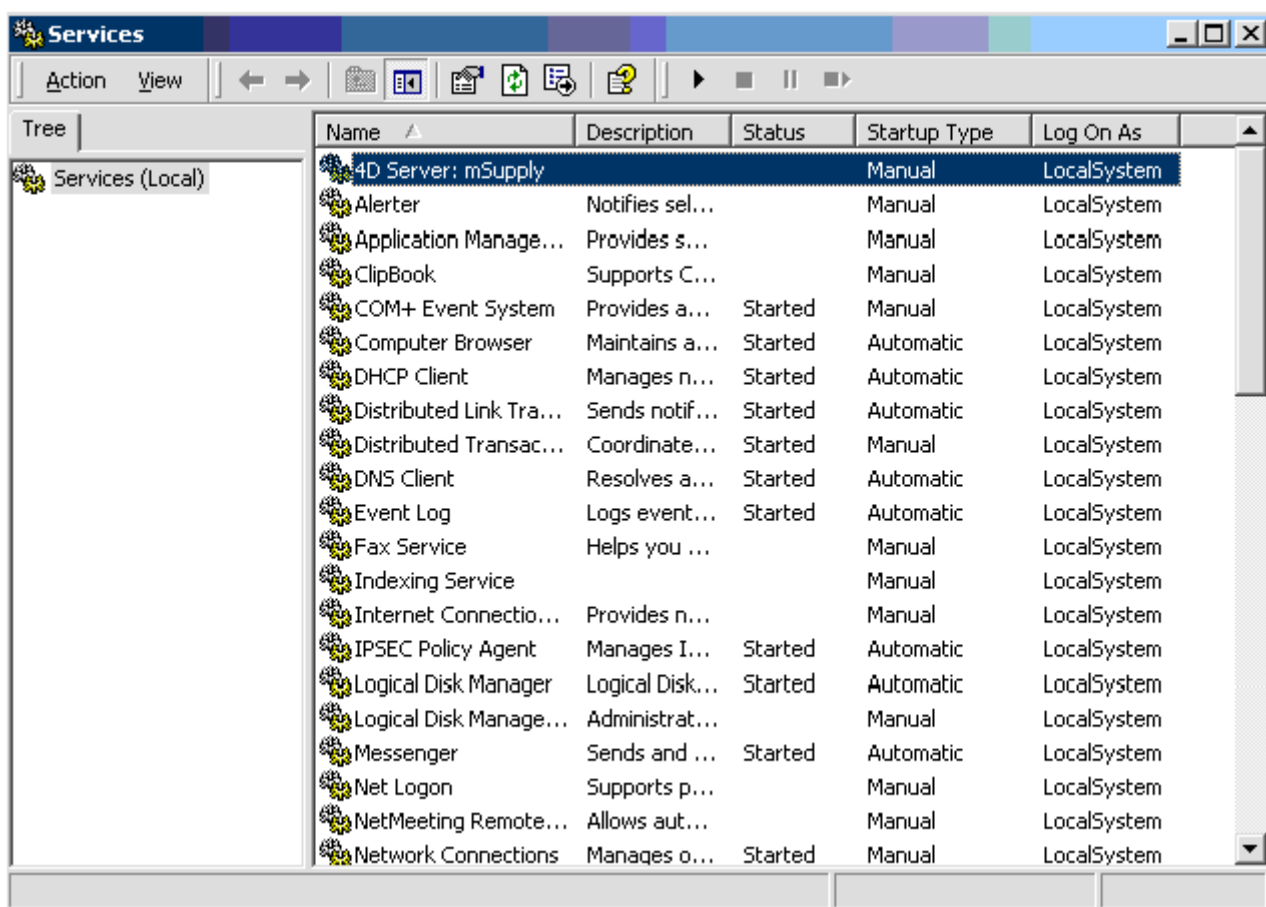 Services
Action View
Tree
Name Description Status Startup Type Log On As
Services (Local)
4D Server: mSupply Manual LocalSystem
Alerter Notifies sel... Manual LocalSystem
Application Manage... Provides s... Manual LocalSystem
ClipBook Supports C... Manual LocalSystem
COM+ Event System Provides a... Started Manual LocalSystem
Computer Browser Maintains a... Started Automatic LocalSystem
DHCP Client Manages n... Started Automatic LocalSystem
Distributed Link Tra... Sends notif... Started Automatic LocalSystem
Distributed Transac... Coordinate... Started Manual LocalSystem
DNS Client Resolves a... Started Automatic LocalSystem
Event Log Logs event... Started Automatic LocalSystem
Fax Service Helps you ... Manual LocalSystem
Indexing Service Manual LocalSystem
Internet Connectio... Provides n... Manual LocalSystem
IPSEC Policy Agent Manages I... Started Automatic LocalSystem
Logical Disk Manager Logical Disk... Started Automatic LocalSystem
Logical Disk Manage... Administrat... Manual LocalSystem
Messenger Sends and ... Started Automatic LocalSystem
Net Logon Supports p... Manual LocalSystem
NetMeeting Remote... Allows aut... Manual LocalSystem
Network Connections Manages o... Started Manual LocalSystem